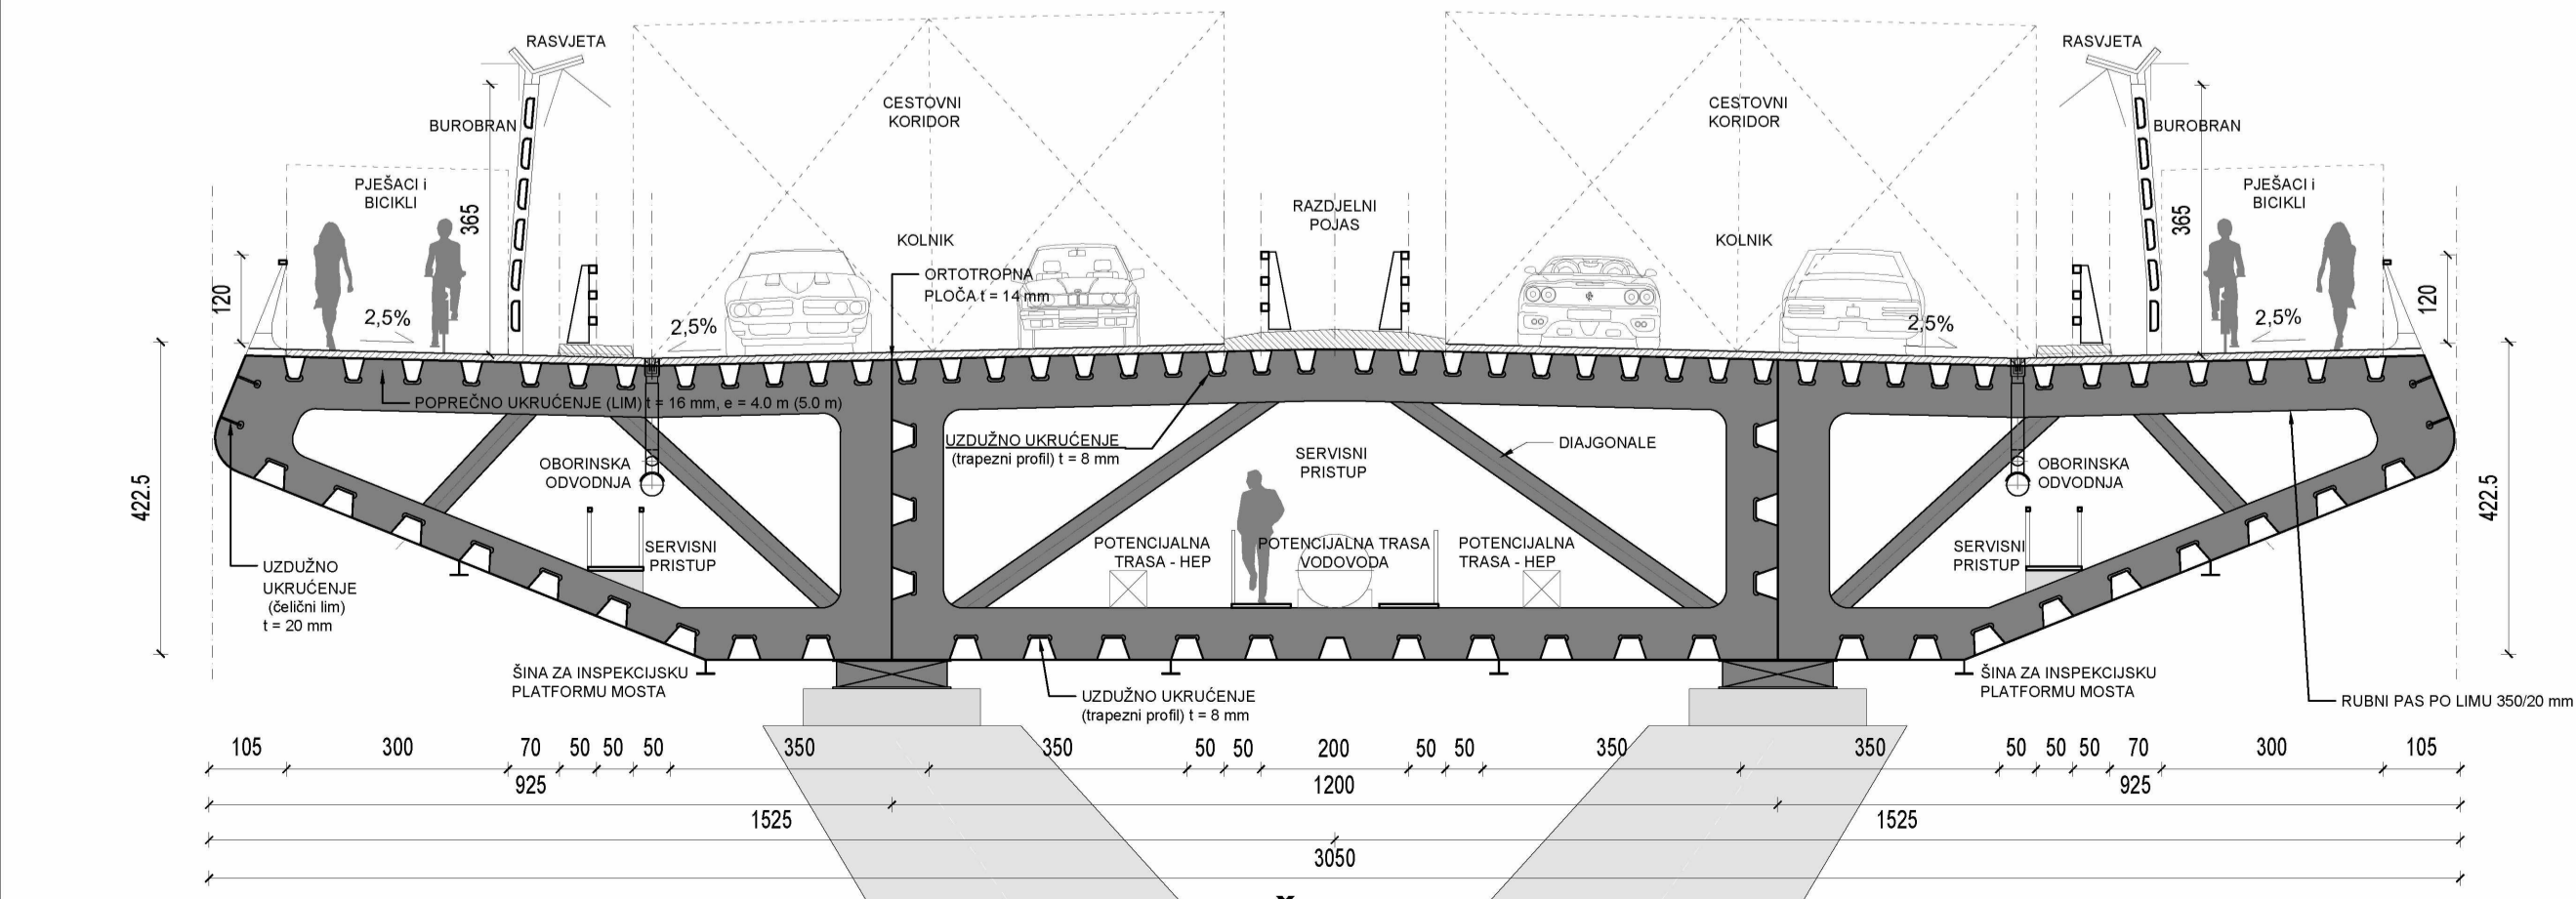 RASVJETA
RASVJETA
CESTOVNI
KORIDOR
CESTOVNI
KORIDOR
BUROBRAN
BUROBRAN
PJEŠACI i
BICIKLI
PJEŠACI i
BICIKLI
365
365
RAZDJELNI
POJAS
KOLNIK
KOLNIK
ORTOTROPNA
PLOČA t = 14 mm
120
120
2,5%
2,5%
2,5%
2,5%
POPREČNO UKRUĆENJE (LIM) t = 16 mm, e = 4.0 m (5.0 m)
UZDUŽNO UKRUĆENJE
(trapezni profil) t = 8 mm
DIAJGONALE
SERVISNI
PRISTUP
OBORINSKA
ODVODNJA
OBORINSKA
ODVODNJA
422.5
422.5
SERVISNI
PRISTUP
POTENCIJALNA
TRASA - HEP
POTENCIJALNA TRASA
VODOVODA
POTENCIJALNA
TRASA - HEP
SERVISNI
PRISTUP
UZDUŽNO
UKRUĆENJE
(čelični lim)
t = 20 mm
ŠINA ZA INSPEKCIJSKU
PLATFORMU MOSTA
UZDUŽNO UKRUĆENJE
(trapezni profil) t = 8 mm
ŠINA ZA INSPEKCIJSKU
PLATFORMU MOSTA
RUBNI PAS PO LIMU 350/20 mm
105 300 70 50 50 50 350 350 50 50 200 50 50 350 350 50 50 50 70 300 105
925 1200 925
1525 1525
3050